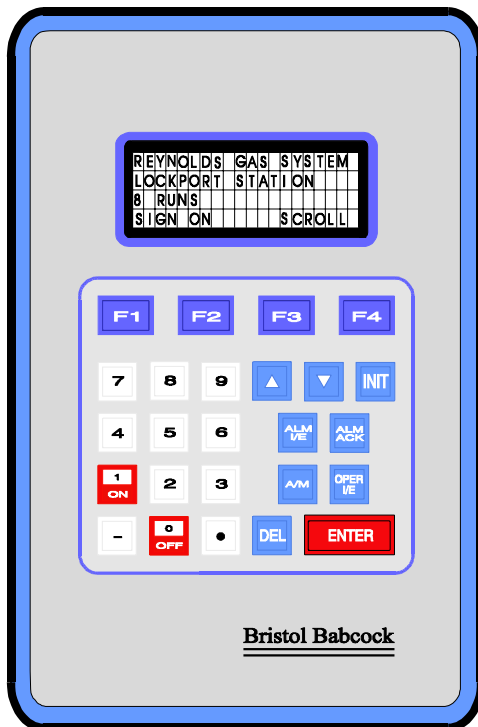 REYNOLDS GAS SYSTEM
LOCKPORT STATION
8 RUNS
SIGN ON SCROLL
F1 F2 F3 F4
7 8 9 INIT
4 5 6 ALM I/E ALM ACK
1 ON 2 3 A/M OPER I/E
- 0 OFF • DEL ENTER
Bristol Babcock